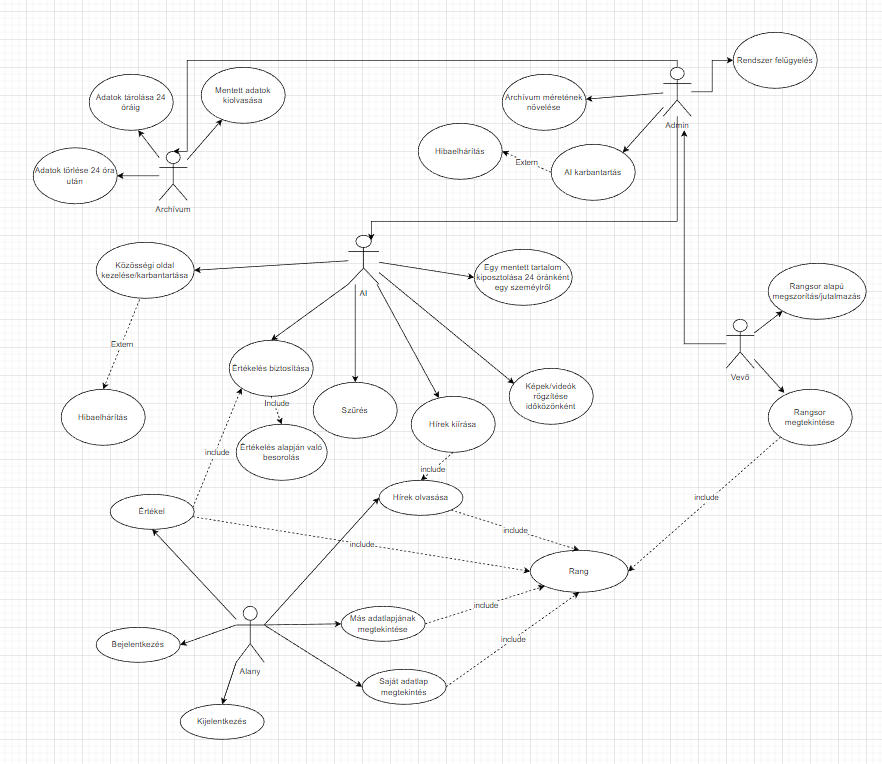 Rendszer felügyelés
Adatok tárolása 24
óráig
Mentett adatok
kiolvasása
Archívum méretének
növelése
Admin
Hibaelhárítás
Extern
AI karbantartás
Adatok törlése 24 óra
után
Archívum
Közösségi oldal
kezelése/karbantartása
AI
Egy mentett tartalom
kiposztolása 24 óránként
egy személyről
Rangsor alapú
megszorítás/jutalmazás
Extern
Értékelés biztosítása
Vevő
Include
Képek/videók
rögzítése
időközönként
Hibaelhárítás
Szűrés
Hírek kiírása
Rangsor
megtekintése
include
Értékelés alapján való
besorolás
include
Hírek olvasása
include
Értékel
include
include
Rang
include
Más adatlapjának
megtekintése
include
Bejelentkezés
Alany
Saját adatlap
megtekintés
Kijelentkezés